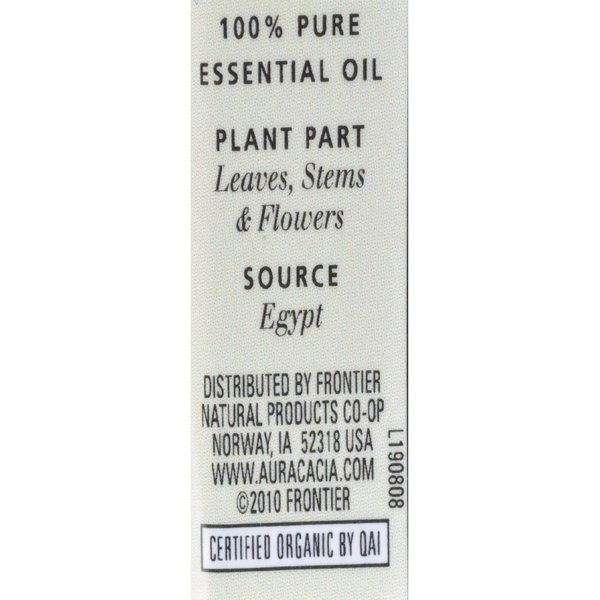 100% PURE
ESSENTIAL OIL
PLANT PART
Leaves, Stems
& Flowers
SOURCE
Egypt
DISTRIBUTED BY FRONTIER
NATURAL PRODUCTS CO-OP
NORWAY, IA 52318 USA
WWW.AURACACIA.COM
©2010 FRONTIER
L190808
CERTIFIED ORGANIC BY QAI